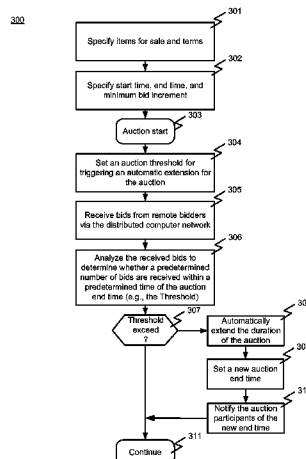 300
301
Specify items for sale and terms
302
Specify start time, end time, and
minimum bid increment
303
Auction start
304
Set an auction threshold for
triggering an automatic extension for
the auction
305
Receive bids from remote bidders
via the distributed computer network
306
Analyze the received bids to
determine whether a predetermined
number of bids are received within a
predetermined time of the auction
end time (e.g., the Threshold)
307
Threshold
exceed
?
30
Automatically
extend the duration
of the auction
30
Set a new auction
end time
31
Notify the auction
participants of the
new end time
311
Continue